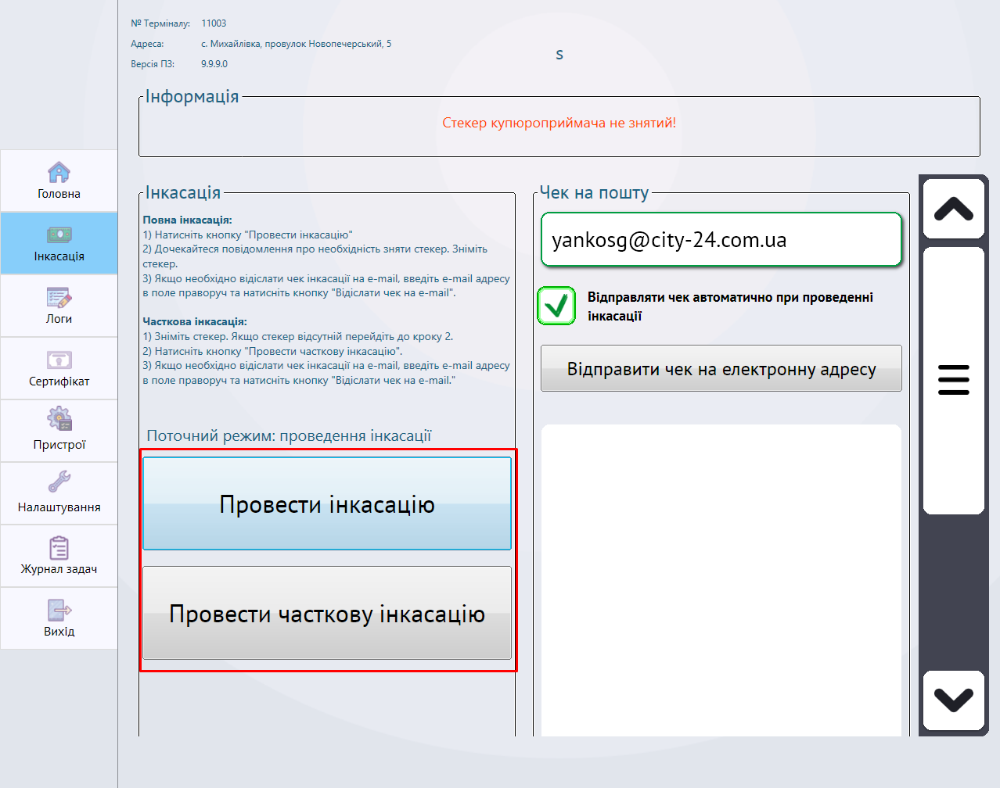 № Терміналу: 11003
Адреса: с. Михайлівка, провулок Новопечерський, 5
Версія ПЗ: 9.9.9.0
s
Інформація
Стекер купюроприймача не знятий!
Головна
Інкасація
Логи
Сертифікат
Пристрої
Налаштування
Журнал задач
Вихід
Інкасація
Повна інкасація:
1) Натисніть кнопку "Провести інкасацію"
2) Дочекайтеся повідомлення про необхідність зняти стекер. Зніміть
стекер.
3) Якщо необхідно відіслати чек інкасації на e-mail, введіть e-mail адресу
в поле праворуч та натисніть кнопку "Відіслати чек на e-mail".
Часткова інкасація:
1) Зніміть стекер. Якщо стекер відсутній перейдіть до кроку 2.
2) Натисніть кнопку "Провести часткову інкасацію".
3) Якщо необхідно відіслати чек інкасації на e-mail, введіть e-mail адресу
в поле праворуч та натисніть кнопку "Відіслати чек на e-mail."
Поточний режим: проведення інкасації
Провести інкасацію
Провести часткову інкасацію
Чек на пошту
yankosg@city-24.com.ua
Відправляти чек автоматично при проведенні
інкасації
Відправити чек на електронну адресу